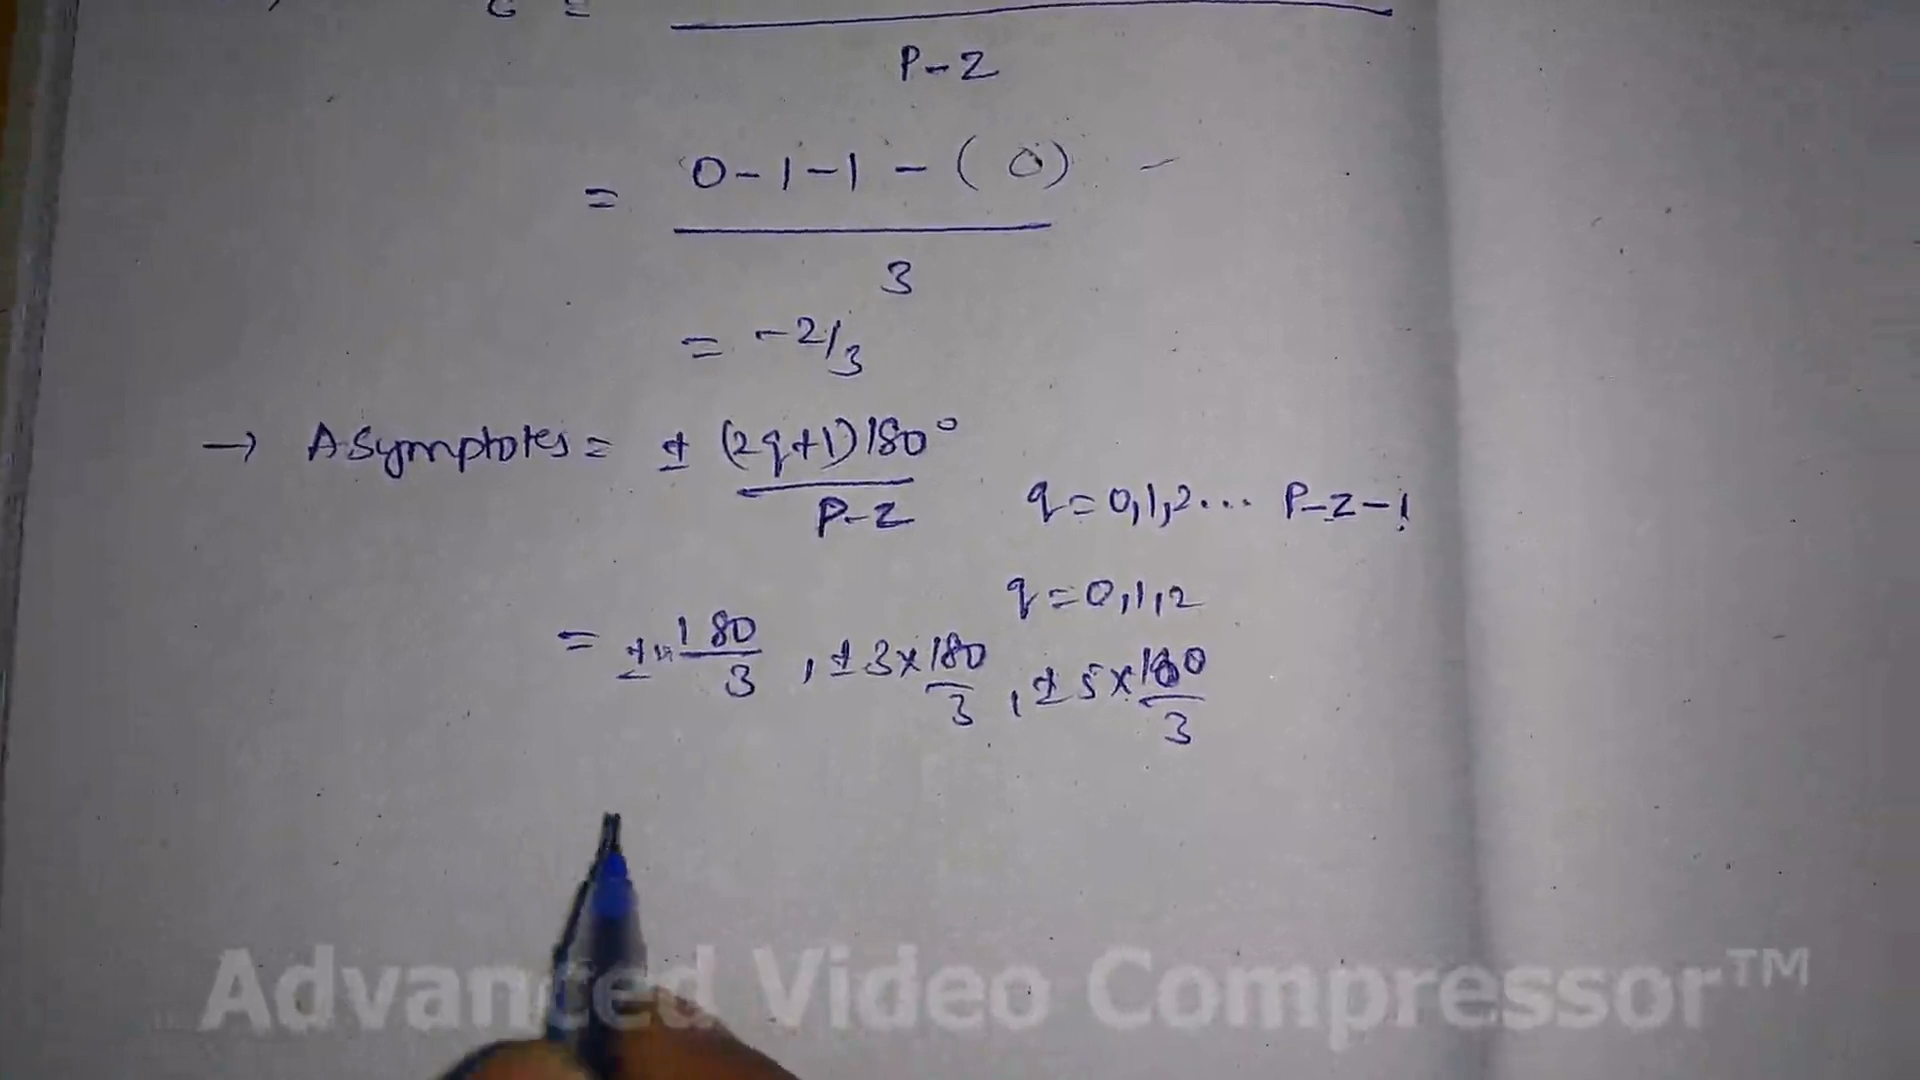 P-Z
= 0-1-1-(0)
3
= -2/3
→ Asymptotes = ± (2q+1)180°
P-Z
q=0,1,2... P-Z-1
q=0,1,2
= ± 180/3 , ± 3×180/3 , ± 5×180/3
Advanced Video Compressor™